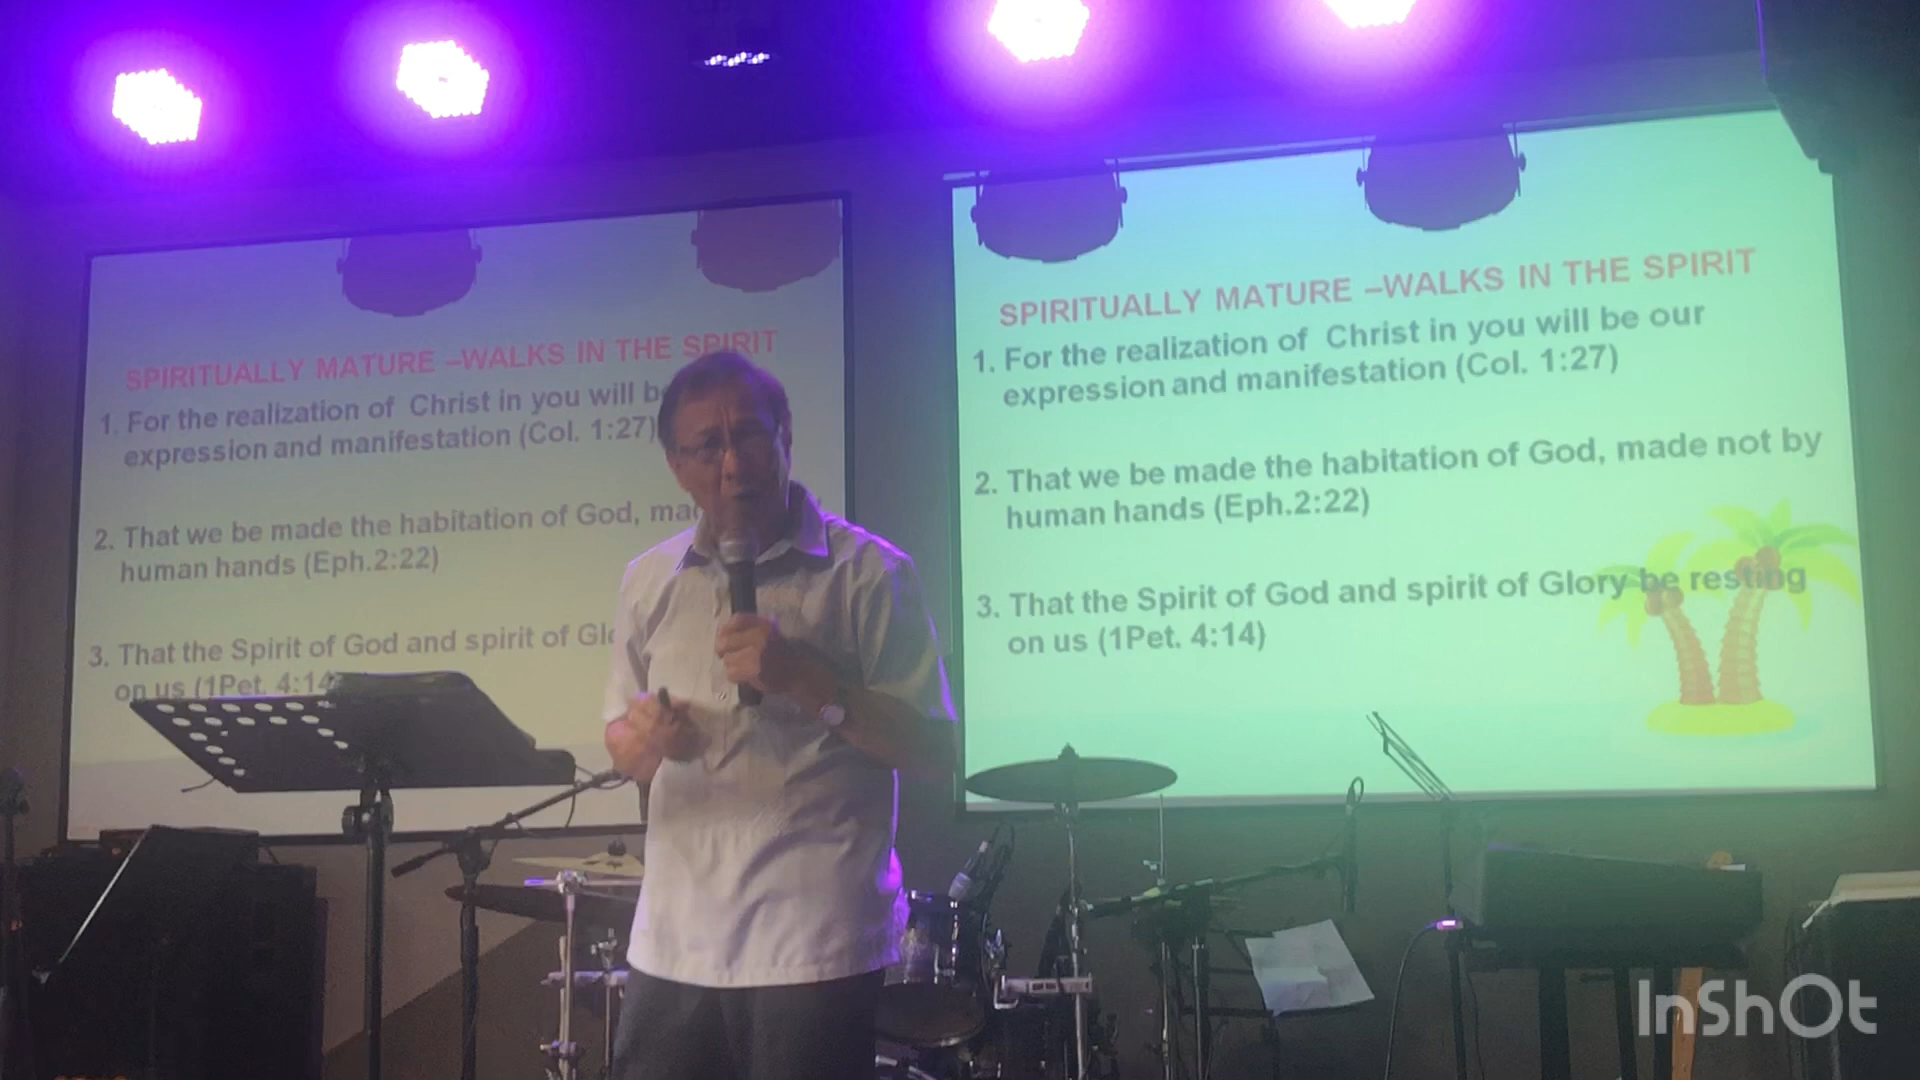 SPIRITUALLY MATURE –WALKS IN THE SPIRIT
1. For the realization of Christ in you will be
expression and manifestation (Col. 1:27)
2. That we be made the habitation of God,
human hands (Eph.2:22)
3. That the Spirit of God and spirit of
on us (1Pet. 4:14
SPIRITUALLY MATURE –WALKS IN THE SPIRIT
1. For the realization of Christ in you will be our
expression and manifestation (Col. 1:27)
2. That we be made the habitation of God, made not by
human hands (Eph.2:22)
3. That the Spirit of God and spirit of Glory be resting
on us (1Pet. 4:14)
InShOt